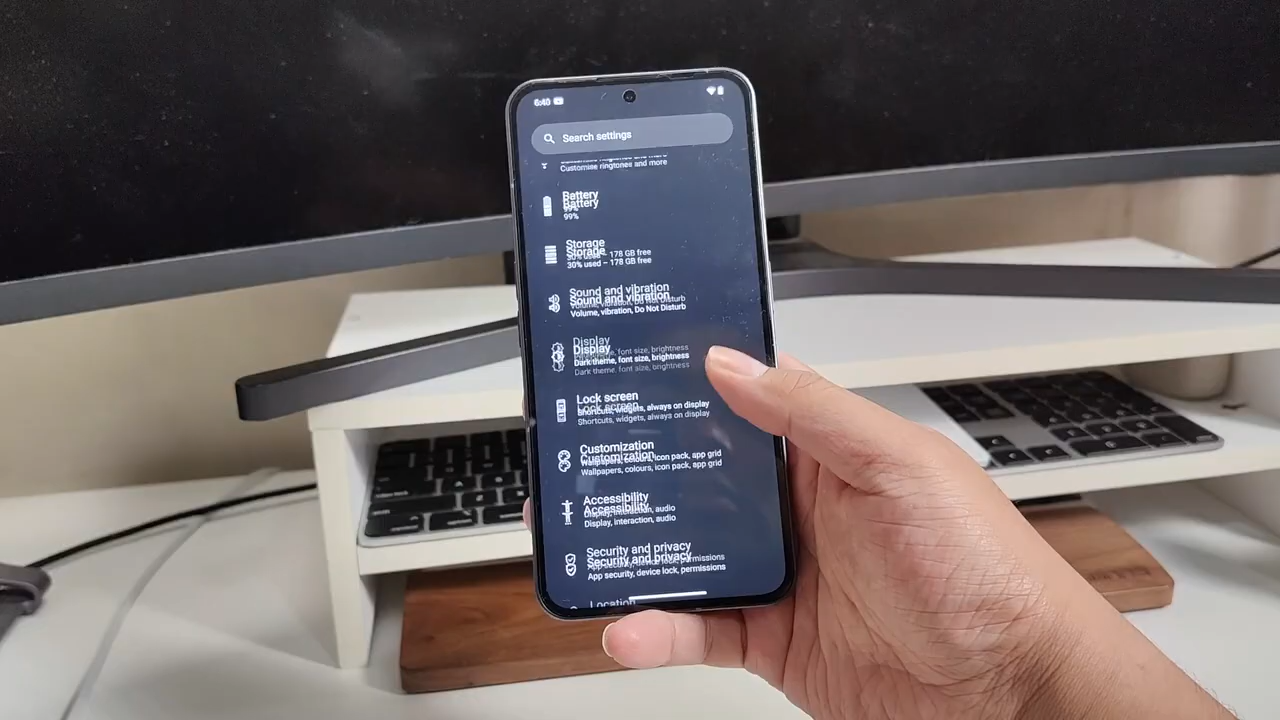 6:40
Search settings
Customise ringtones and more
Battery
99%
Storage
30% used – 178 GB free
Sound and vibration
Volume, vibration, Do Not Disturb
Display
Dark theme, font size, brightness
Lock screen
Shortcuts, widgets, always on display
Customization
Wallpapers, colours, icon pack, app grid
Accessibility
Display, interaction, audio
Security and privacy
App security, device lock, permissions
Location